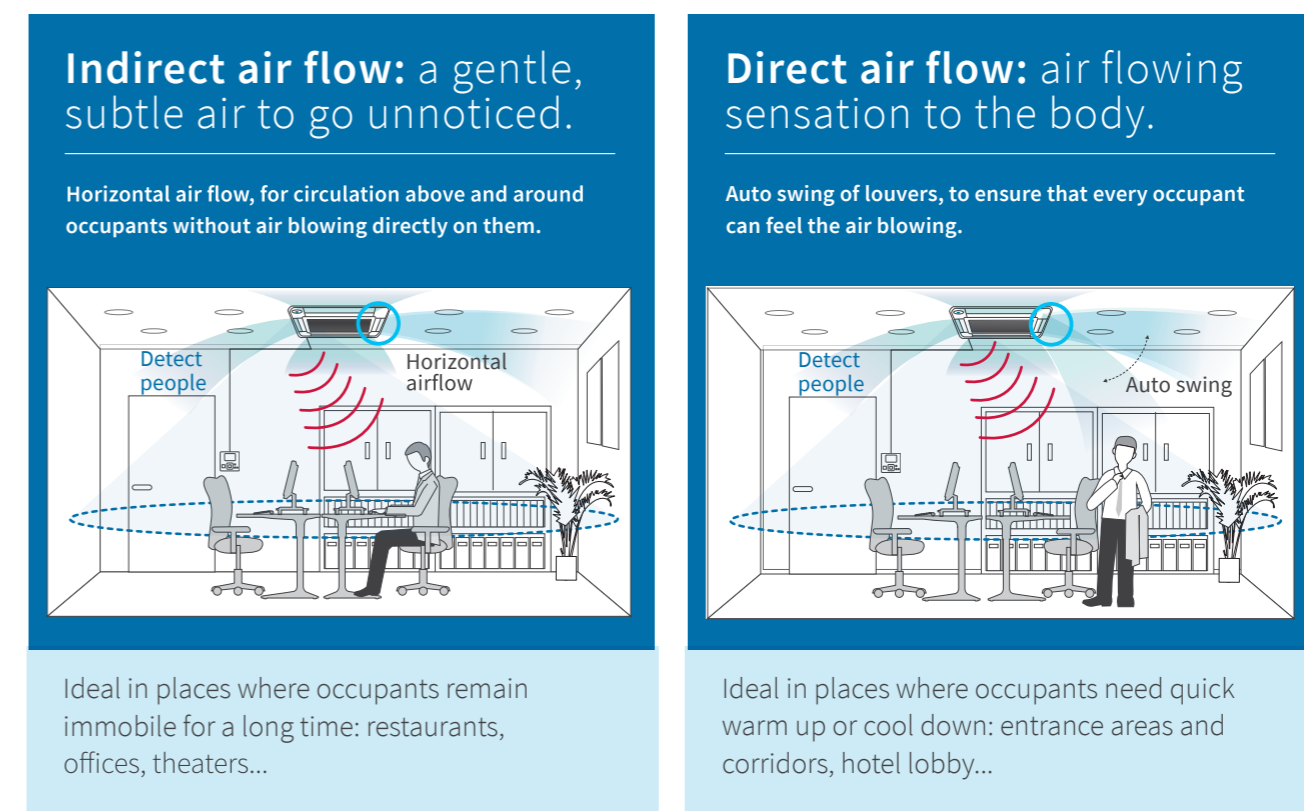 Indirect air flow: a gentle,
subtle air to go unnoticed.
Horizontal air flow, for circulation above and around
occupants without air blowing directly on them.
Detect
people
Horizontal
airflow
Ideal in places where occupants remain
immobile for a long time: restaurants,
offices, theaters...
Direct air flow: air flowing
sensation to the body.
Auto swing of louvers, to ensure that every occupant
can feel the air blowing.
Detect
people
Auto swing
Ideal in places where occupants need quick
warm up or cool down: entrance areas and
corridors, hotel lobby...